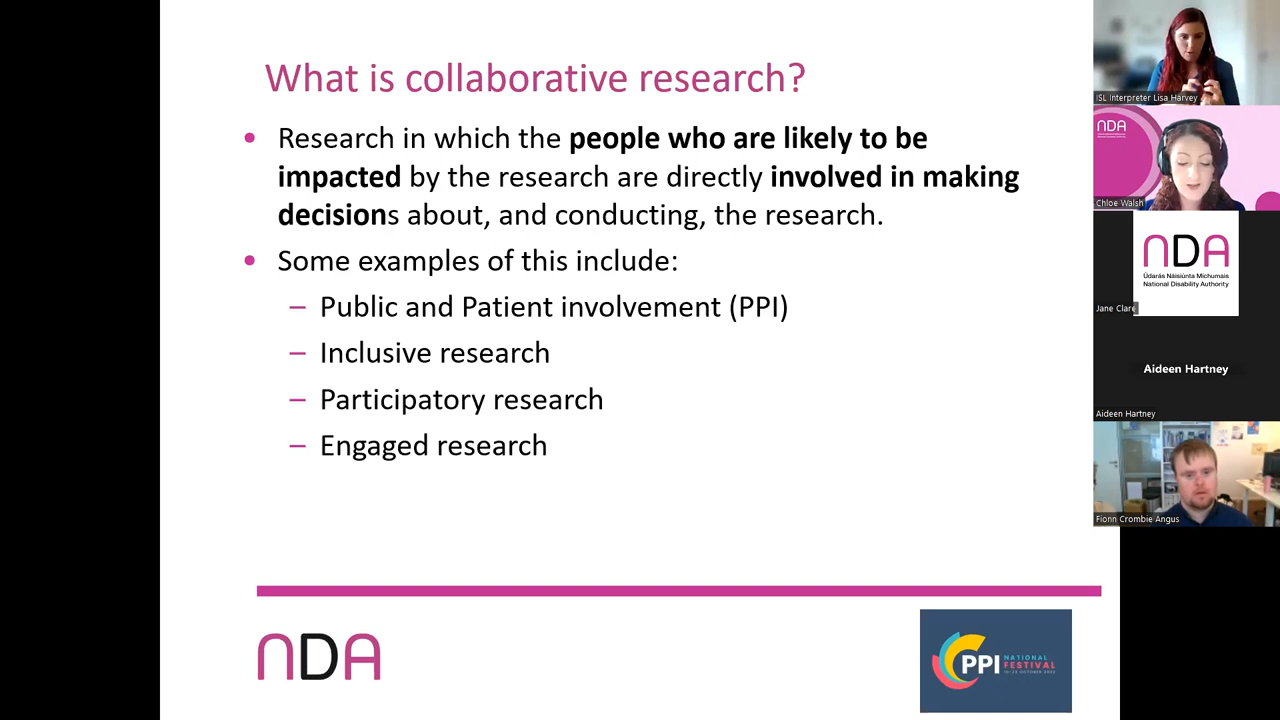 What is collaborative research?
• Research in which the people who are likely to be
impacted by the research are directly involved in making
decisions about, and conducting, the research.
• Some examples of this include:
– Public and Patient involvement (PPI)
– Inclusive research
– Participatory research
– Engaged research
NDA
PPI
NATIONAL
FESTIVAL
ISL Interpreter Lisa Harvey
NDA
Chloe Walsh
NDA
Údarás Náisiúnta Míchumais
National Disability Authority
Jane Clare
Aideen Hartney
Aideen Hartney
Fionn Crombie Angus